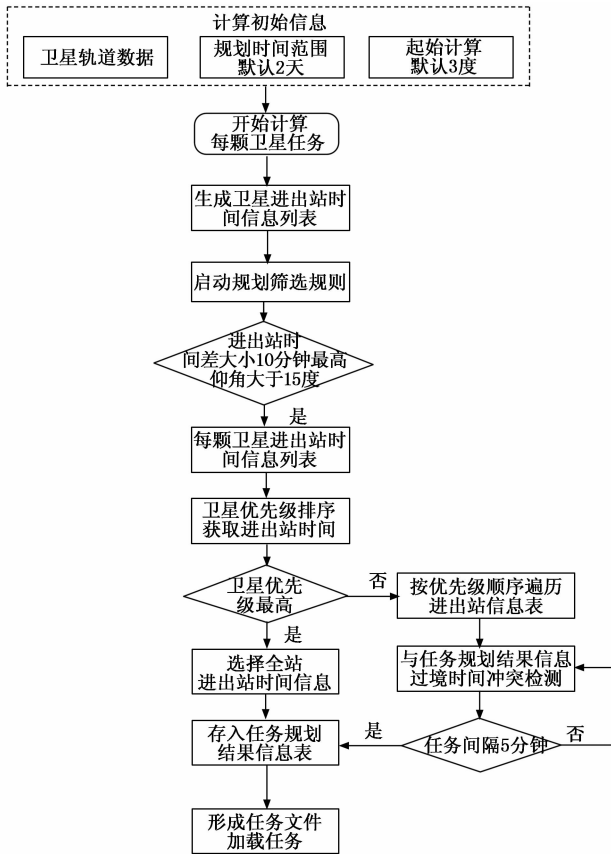 计算初始信息
卫星轨道数据
规划时间范围
默认2天
起始计算
默认3度
开始计算
每颗卫星任务
生成卫星进出站时
间信息列表
启动规划筛选规则
进出站时
间差大小10分钟最高
仰角大于15度
是
每颗卫星进出站时
间信息列表
卫星优先级排序
获取进出站时间
卫星优先
级最高
否
按优先级顺序遍历
进出站信息表
是
选择全站
进出站时间信息
与任务规划结果信息
过境时间冲突检测
存入任务规划
结果信息表
是
任务间隔5分钟
否
形成任务文件
加载任务